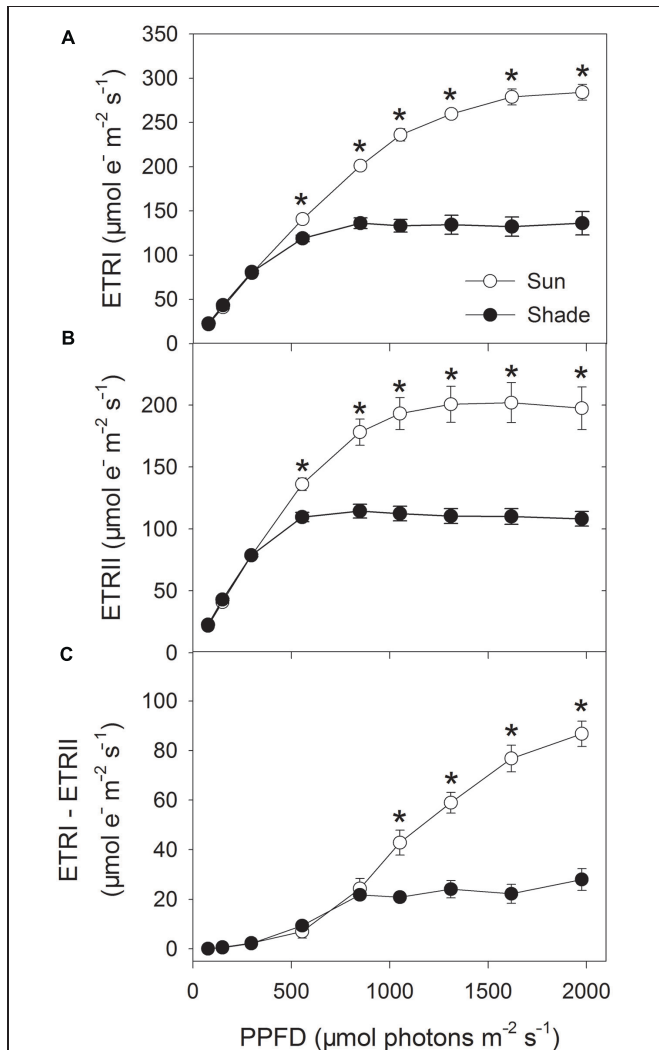 A
350
300
250
200
150
100
50
0
ETRI (µmol e⁻ m⁻² s⁻¹)
* * * * * * *
Sun
Shade
B
200
150
100
50
0
ETRII (µmol e⁻ m⁻² s⁻¹)
* * * * * *
C
100
80
60
40
20
0
ETRI - ETRII
(µmol e⁻ m⁻² s⁻¹)
* * * *
0 500 1000 1500 2000
PPFD (µmol photons m⁻² s⁻¹)